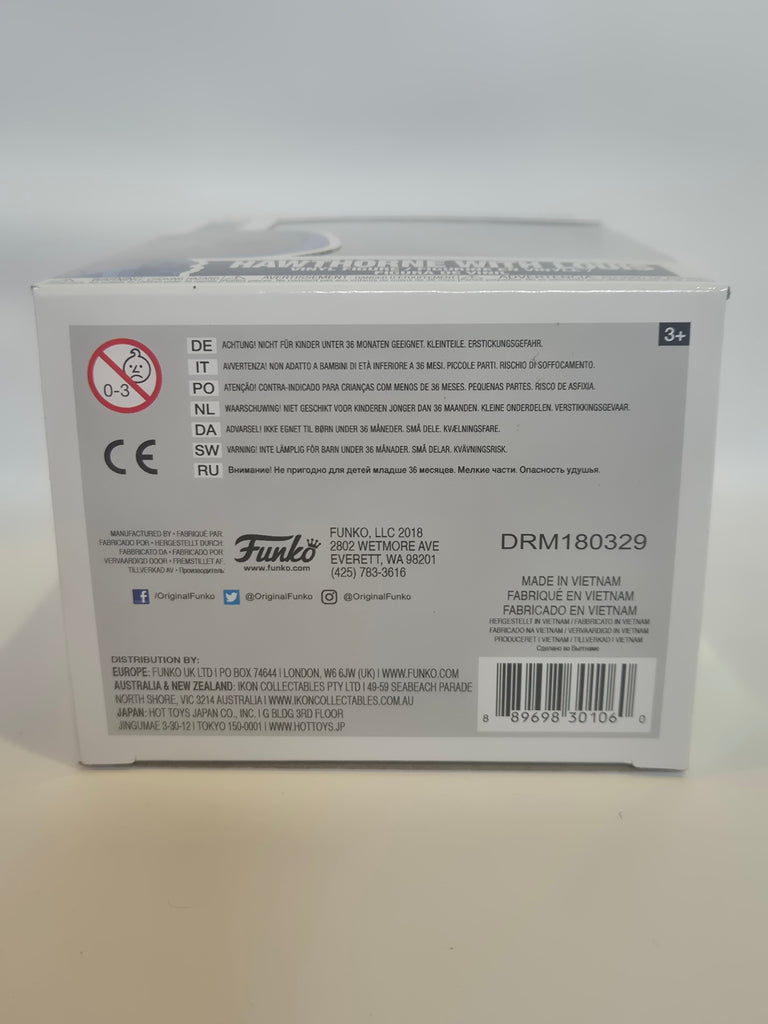 HAWTHORNE WITH LOOPS
3+
0-3
DE ACHTUNG! NICHT FÜR KINDER UNTER 36 MONATEN GEEIGNET. KLEINTEILE. ERSTICKUNGSGEFAHR.
IT AVVERTENZA! NON ADATTO A BAMBINI DI ETÀ INFERIORE A 36 MESI. PICCOLE PARTI. RISCHIO DI SOFFOCAMENTO.
PO ATENÇÃO! CONTRA-INDICADO PARA CRIANÇAS COM MENOS DE 36 MESES. PEQUENAS PARTES. RISCO DE ASFIXIA.
NL WAARSCHUWING! NIET GESCHIKT VOOR KINDEREN JONGER DAN 36 MAANDEN. KLEINE ONDERDELEN. VERSTIKKINGSGEVAAR.
DA ADVARSEL! IKKE EGNET TIL BØRN UNDER 36 MÅNEDER. SMÅ DELE. KVÆLNINGSFARE.
CE
SW VARNING! INTE LÄMPLIG FÖR BARN UNDER 36 MÅNADER. SMÅ DELAR. KVÄVNINGSRISK.
RU Внимание! Не пригодно для детей младше 36 месяцев. Мелкие части. Опасность удушья.
MANUFACTURED BY • FABRIQUÉ PAR
FABRICADO POR • HERGESTELLT DURCH
FABBRICATO DA • FABRICADO POR
VERVAARDIGD DOOR • FREMSTILLET AF
TILLVERKAD AV • Производитель
Funko
www.funko.com
FUNKO, LLC 2018
2802 WETMORE AVE
EVERETT, WA 98201
(425) 783-3616
/OriginalFunko @OriginalFunko @OriginalFunko
DRM180329
MADE IN VIETNAM
FABRIQUÉ EN VIETNAM
FABRICADO EN VIETNAM
HERGESTELLT IN VIETNAM / FABBRICATO IN VIETNAM
FABRICADO NA VIETNAM / VERVAARDIGD IN VIETNAM
PRODUCERET I VIETNAM / TILLVERKAD I VIETNAM
Сделано во Вьетнаме
DISTRIBUTION BY:
EUROPE: FUNKO UK LTD I PO BOX 74644 I LONDON, W6 6JW (UK) I WWW.FUNKO.COM
AUSTRALIA & NEW ZEALAND: IKON COLLECTABLES PTY LTD I 49-59 SEABEACH PARADE
NORTH SHORE, VIC 3214 AUSTRALIA I WWW.IKONCOLLECTABLES.COM.AU
JAPAN: HOT TOYS JAPAN CO., INC. I G BLDG 3RD FLOOR
JINGUMAE 3-30-12 I TOKYO 150-0001 I WWW.HOTTOYS.JP
8 89698 30106 0